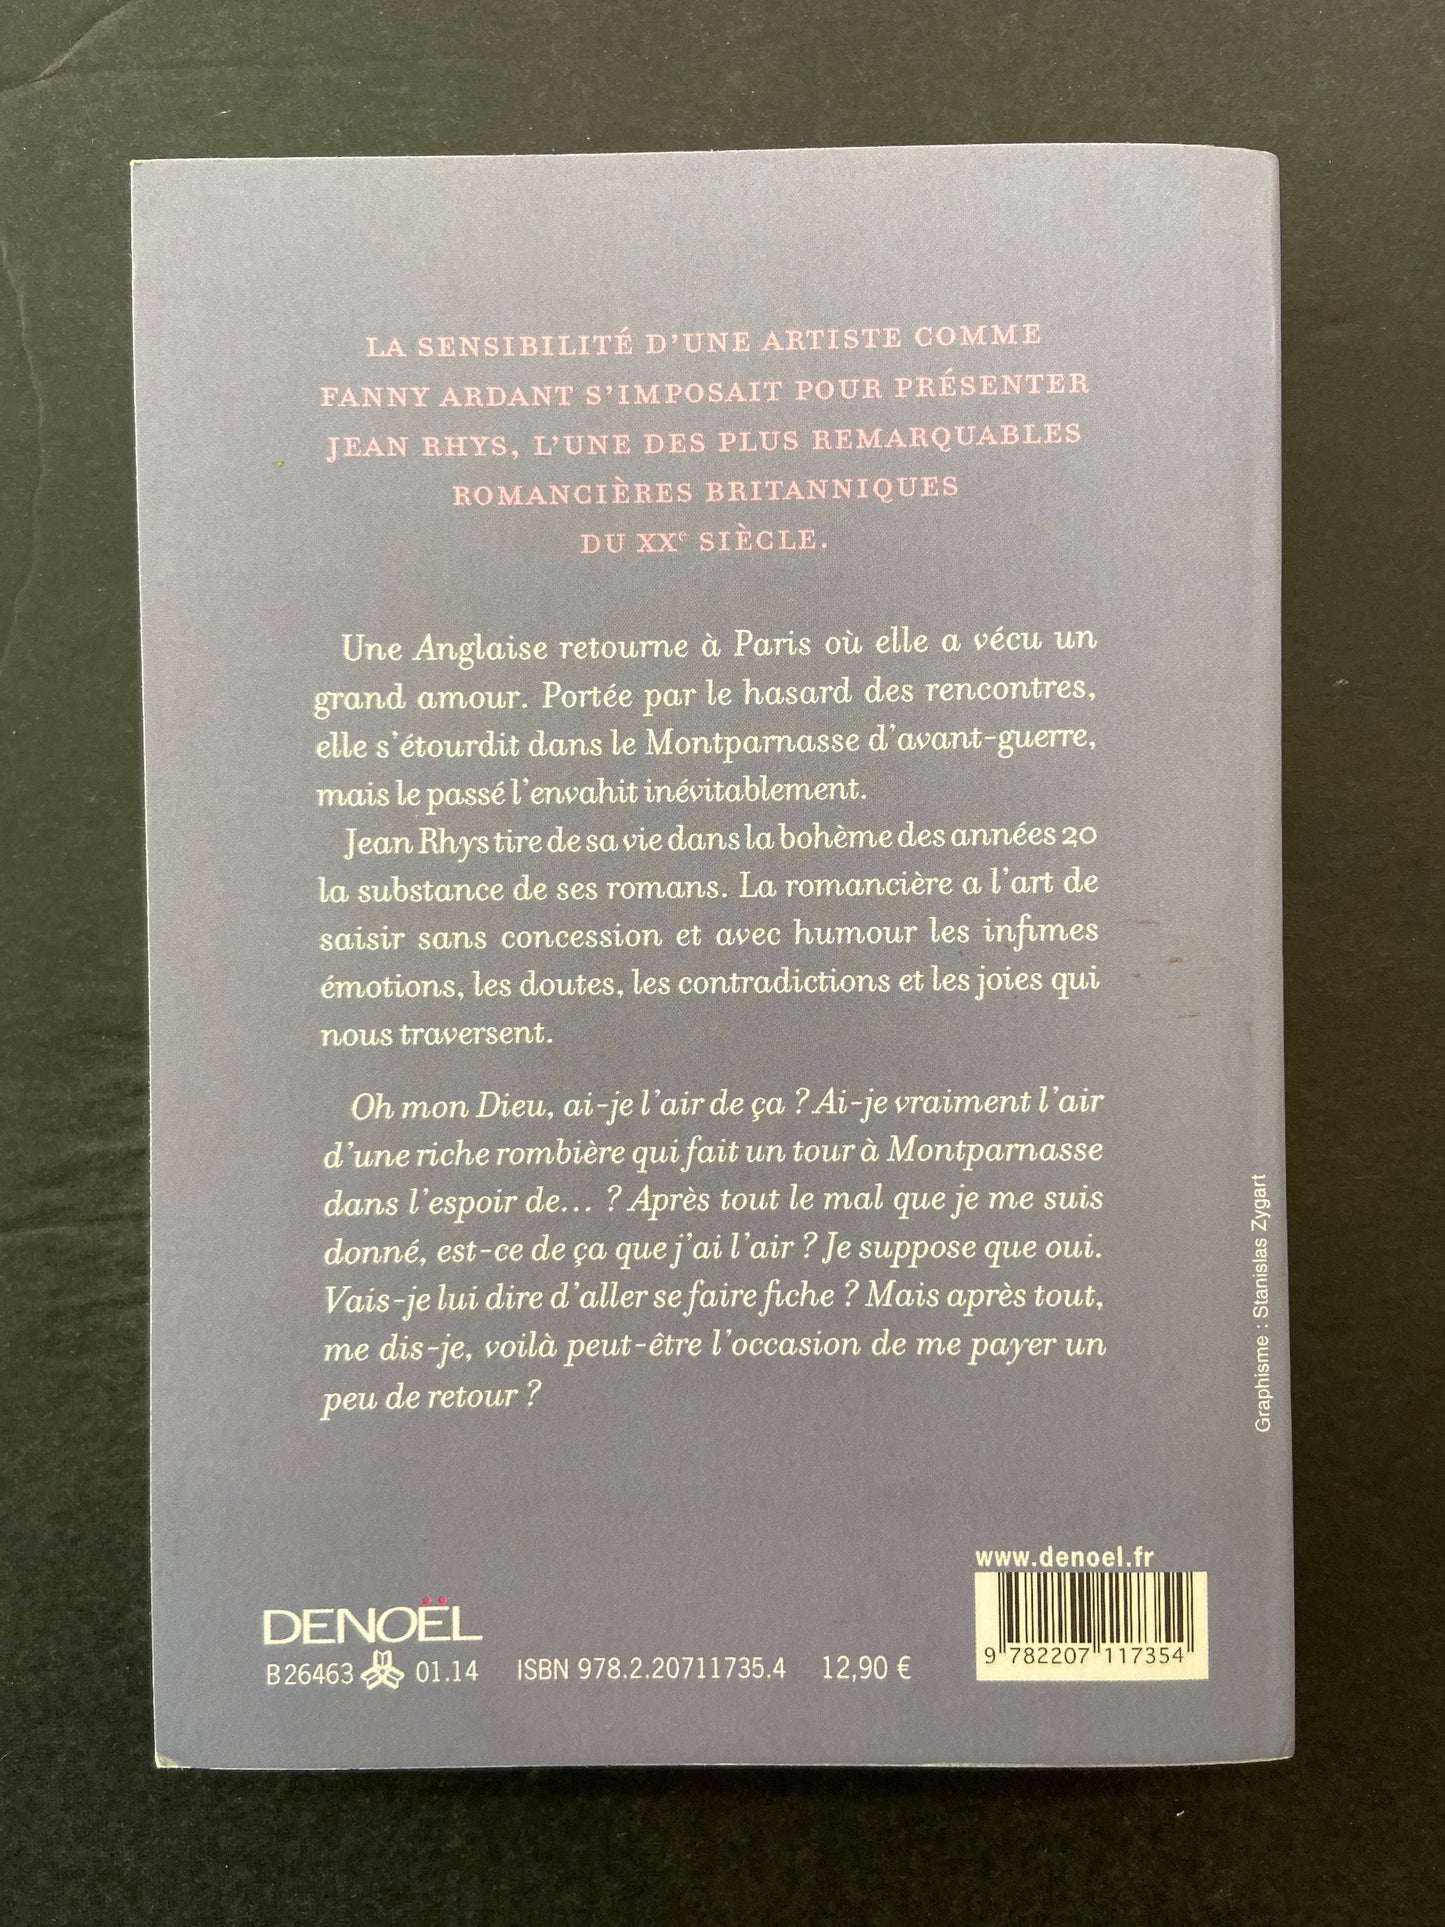 LA SENSIBILITÉ D'UNE ARTISTE COMME
FANNY ARDANT S'IMPOSAIT POUR PRÉSENTER
JEAN RHYS, L'UNE DES PLUS REMARQUABLES
ROMANCIÈRES BRITANNIQUES
DU XXe SIÈCLE.
Une Anglaise retourne à Paris où elle a vécu un
grand amour. Portée par le hasard des rencontres,
elle s'étourdit dans le Montparnasse d'avant-guerre,
mais le passé l'envahit inévitablement.
Jean Rhys tire de sa vie dans la bohème des années 20
la substance de ses romans. La romancière a l'art de
saisir sans concession et avec humour les infimes
émotions, les doutes, les contradictions et les joies qui
nous traversent.
Oh mon Dieu, ai-je l'air de ça ? Ai-je vraiment l'air
d'une riche rombière qui fait un tour à Montparnasse
dans l'espoir de... ? Après tout le mal que je me suis
donné, est-ce de ça que j'ai l'air ? Je suppose que oui.
Vais-je lui dire d'aller se faire fiche ? Mais après tout,
me dis-je, voilà peut-être l'occasion de me payer un
peu de retour ?
Graphisme : Stanislas Zygart
www.denoel.fr
9 782207 117354
DENOËL
B 26463 01.14 ISBN 978.2.20711735.4 12,90 €